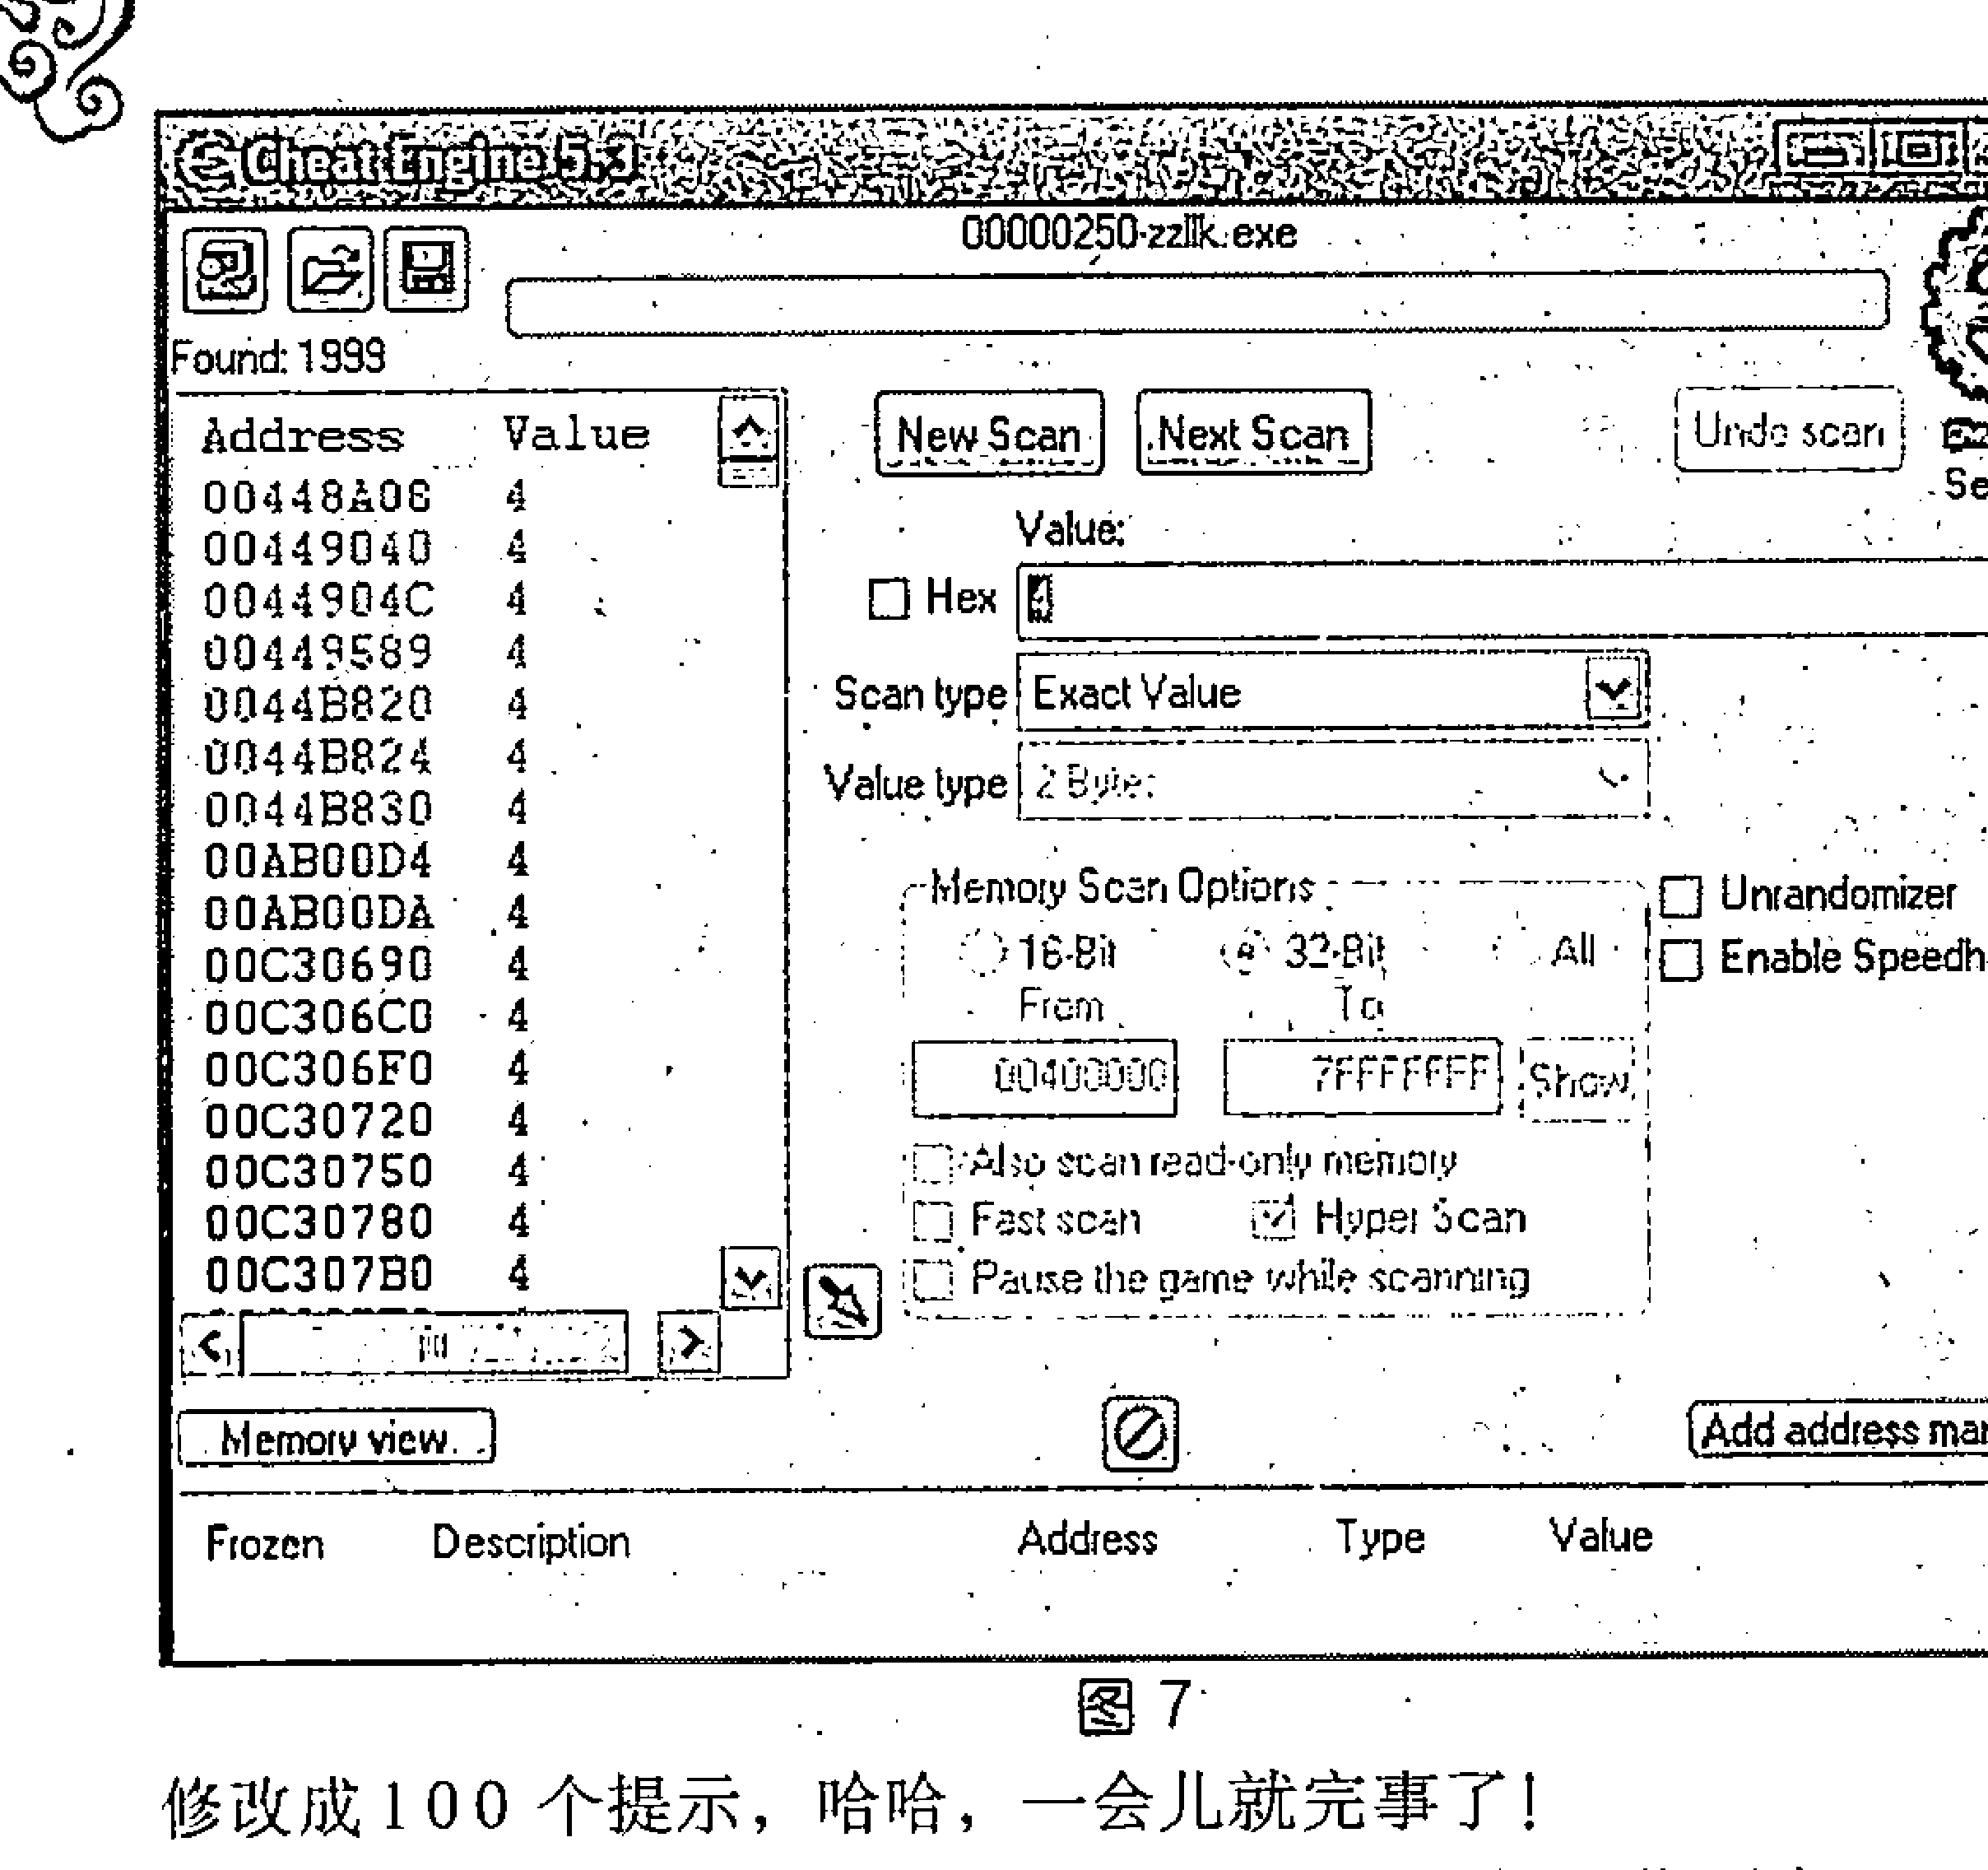 Cheat Engine 5.3
00000250-zzllk.exe
Found: 1999
Address Value
00448A08 4
00449040 4
0044904C 4
00449589 4
0044B820 4
0044B824 4
0044B830 4
00AB00D4 4
00AB00DA 4
00C30690 4
00C306C0 4
00C306F0 4
00C30720 4
00C30750 4
00C30780 4
00C307B0 4
New Scan Next Scan Undo scan
Se
Value:
Hex 4
Scan type Exact Value
Value type 2 Bytes
Memory Scan Options
16-Bit 32-Bit All
From To
00400000 7FFFFFFF Show
Also scan read-only memory
Fast scan Hyper Scan
Pause the game while scanning
Unrandomizer
Enable Speedh
Memory view
Add address man
Frozen Description Address Type Value
图 7
修改成100个提示，哈哈，一会儿就完事了！